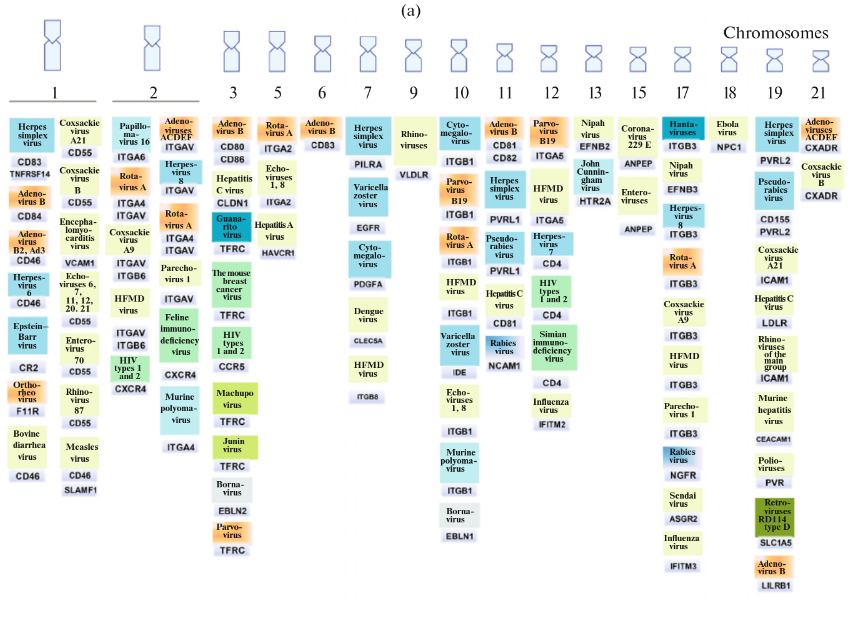 (a)
Chromosomes
1
2
3
5
6
7
9
10
11
12
13
15
17
18
19
21
Herpes
simplex
virus
CD83
TNFRSF14
Adeno-
virus B
CD84
Adeno-
virus
B2, Ad3
CD46
Herpes-
virus
6
CD46
Epstein–
Barr
virus
CR2
Ortho-
rheo
virus
F11R
Bovine
diarrhea
virus
CD46
Coxsackie
virus
A21
CD55
Coxsackie
virus
B
CD55
Encepha-
lomyo-
carditis
virus
VCAM1
Echo-
viruses 6,
7,
11, 12,
20. 21
CD55
Entero-
virus
70
CD55
Rhino-
virus
87
CD55
Measles
virus
CD46
SLAMF1
Papillo-
ma-
virus 16
ITGA6
Rota-
virus A
ITGA4
ITGAV
Coxsackie
virus
A9
ITGAV
ITGB6
HFMD
virus
ITGAV
ITGB6
HIV
types 1
and 2
CXCR4
Adeno-
viruses
ACDEF
ITGAV
Herpes-
virus
8
ITGAV
Rota-
virus A
ITGA4
ITGAV
Parecho-
virus 1
ITGAV
Feline
immuno-
deficiency
virus
CXCR4
Murine
polyoma-
virus
ITGA4
Adeno-
virus B
CD80
CD86
Hepatitis
C virus
CLDN1
Guana-
rito
virus
TFRC
The mouse
breast
cancer
virus
TFRC
HIV
types
1 and 2
CCR5
Machupo
virus
TFRC
Junin
virus
TFRC
Borna-
virus
EBLN2
Parvo-
virus
TFRC
Rota-
virus A
ITGA2
Echo-
viruses
1, 8
ITGA2
Hepatitis A
virus
HAVCR1
Adeno-
virus B
CD83
Herpes
simplex
virus
PILRA
Varicella
zoster
virus
EGFR
Cyto-
megalo-
virus
PDGFA
Dengue
virus
CLEC5A
HFMD
virus
ITGB8
Rhino-
viruses
VLDLR
Cyto-
megalo-
virus
ITGB1
Parvo-
virus
B19
ITGB1
Rota-
virus A
ITGB1
HFMD
virus
ITGB1
Varicella
zoster
virus
IDE
Echo-
viruses
1, 8
ITGB1
Murine
polyoma-
virus
ITGB1
Borna-
virus
EBLN1
Adeno-
virus B
CD81
CD82
Herpes
simplex
virus
PVRL1
Pseudo-
rabies
virus
PVRL1
Hepatitis C
virus
CD81
Rabies
virus
NCAM1
Parvo-
virus
B19
ITGA5
HFMD
virus
ITGA5
Herpes-
virus
7
CD4
HIV
types
1 and 2
CD4
Simian
immuno-
deficiency
virus
CD4
Influenza
virus
IFITM2
Nipah
virus
EFNB2
John
Cunnin-
gham
virus
HTR2A
Corona-
virus
229 E
ANPEP
Entero-
viruses
ANPEP
Hanta-
viruses
ITGB3
Nipah
virus
EFNB3
Herpes-
virus
8
ITGB3
Rota-
virus A
ITGB3
Coxsackie
virus
A9
ITGB3
HFMD
virus
ITGB3
Parecho-
virus 1
ITGB3
Rabies
virus
NGFR
Sendai
virus
ASGR2
Influenza
virus
IFITM3
Ebola
virus
NPC1
Herpes
simplex
virus
PVRL2
Pseudo-
rabies
virus
CD155
PVRL2
Coxsackie
virus
A21
ICAM1
Hepatitis C
virus
LDLR
Rhino-
viruses
of the
main
group
ICAM1
Murine
hepatitis
virus
CEACAM1
Polio-
viruses
PVR
Retro-
viruses
RD114
type D
SLC1A5
Adeno-
virus B
LILRB1
Adeno-
viruses
ACDEF
CXADR
Coxsackie
virus
B
CXADR